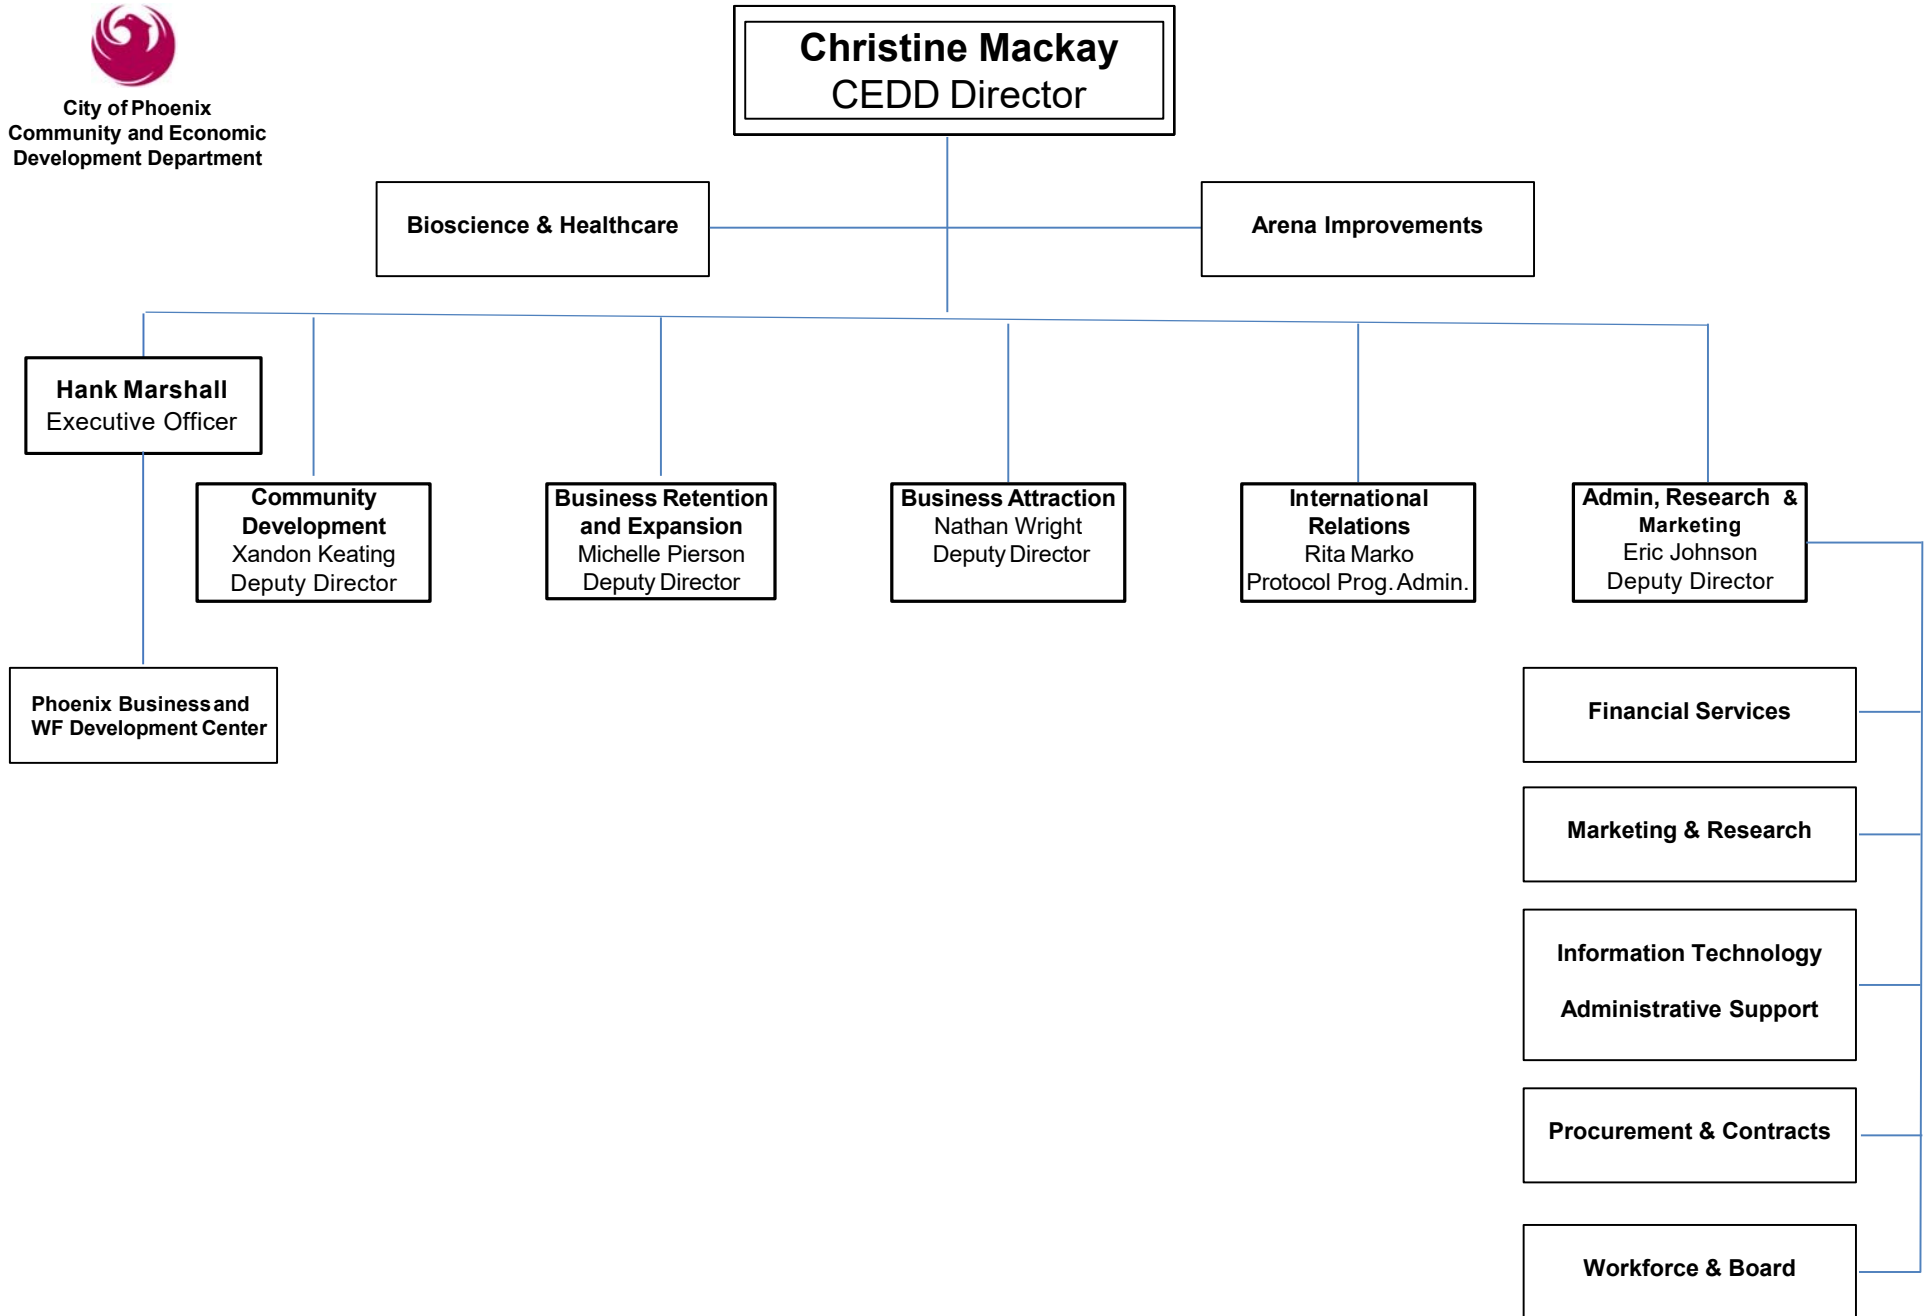 City of Phoenix
Community and Economic
Development Department
Christine Mackay
CEDD Director
Bioscience & Healthcare
Arena Improvements
Hank Marshall
Executive Officer
Community
Development
Xandon Keating
Deputy Director
Business Retention
and Expansion
Michelle Pierson
Deputy Director
Business Attraction
Nathan Wright
Deputy Director
International
Relations
Rita Marko
Protocol Prog. Admin.
Admin, Research &
Marketing
Eric Johnson
Deputy Director
Phoenix Business and
WF Development Center
Financial Services
Marketing & Research
Information Technology
Administrative Support
Procurement & Contracts
Workforce & Board